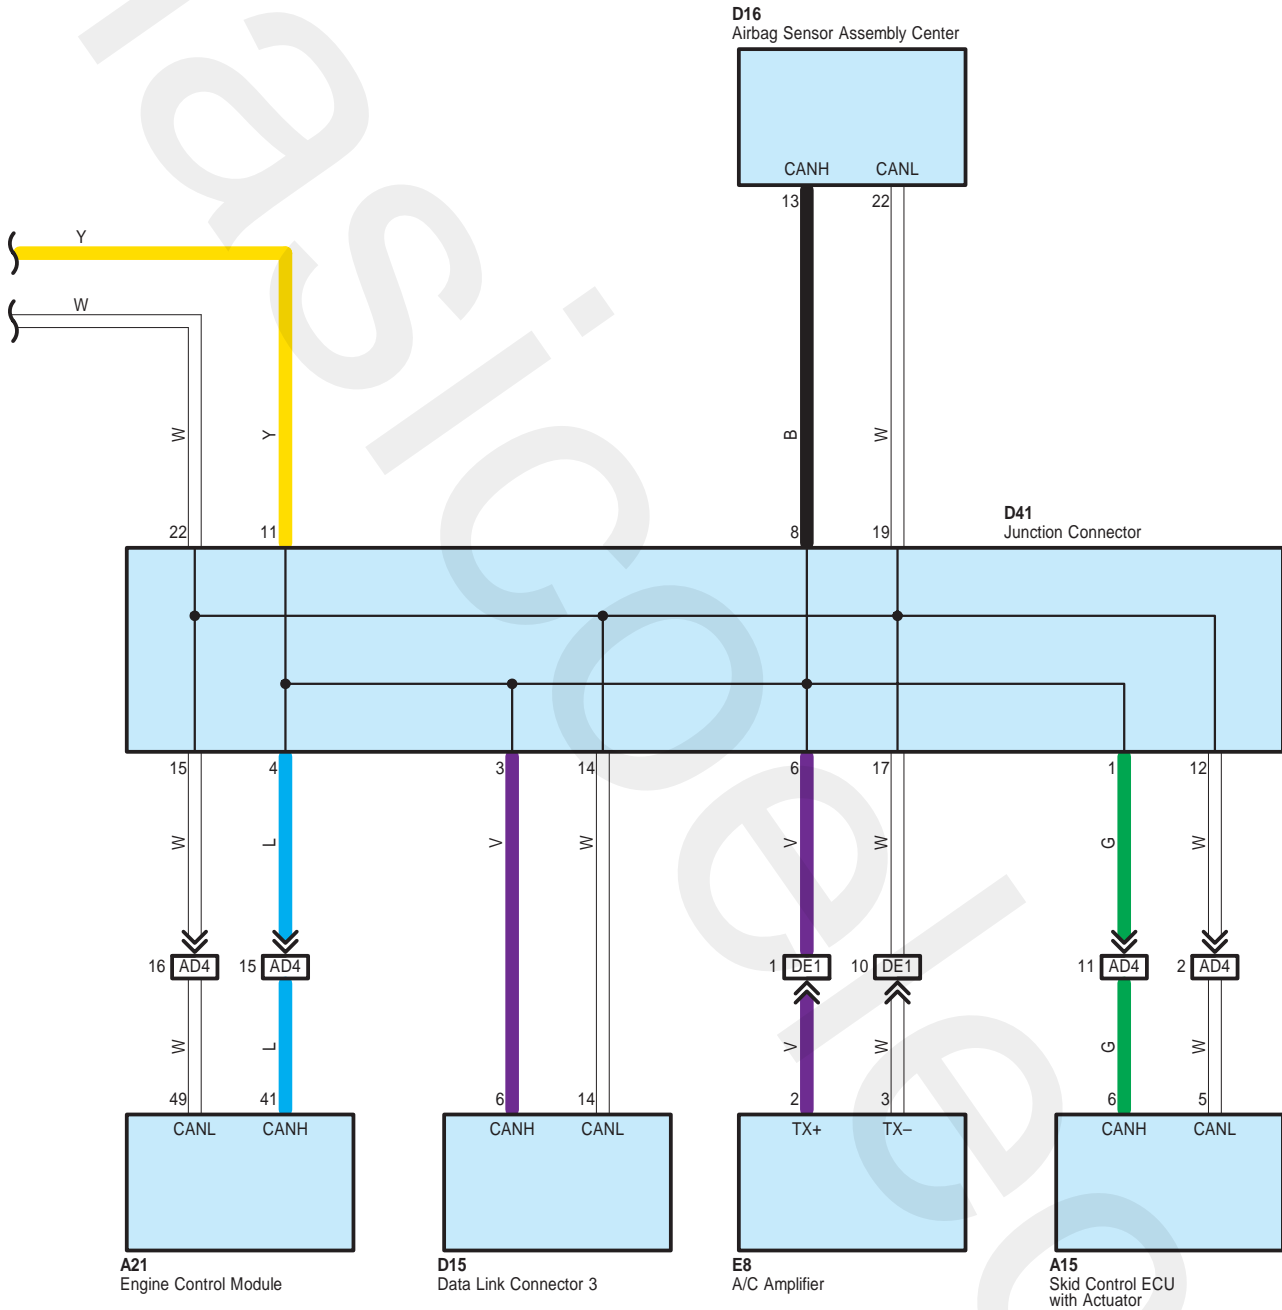 D16
Airbag Sensor Assembly Center
CANH CANL
13 22
Y
W
W Y B W
D41
Junction Connector
22 11 8 19
15 4 3 14 6 17 1 12
W L V W V W G W
16 AD4 15 AD4 1 DE1 10 DE1 11 AD4 2 AD4
W L V W G W
49 41 6 14 2 3 6 5
CANL CANH CANH CANL TX+ TX– CANH CANL
A21
Engine Control Module
D15
Data Link Connector 3
E8
A/C Amplifier
A15
Skid Control ECU
with Actuator